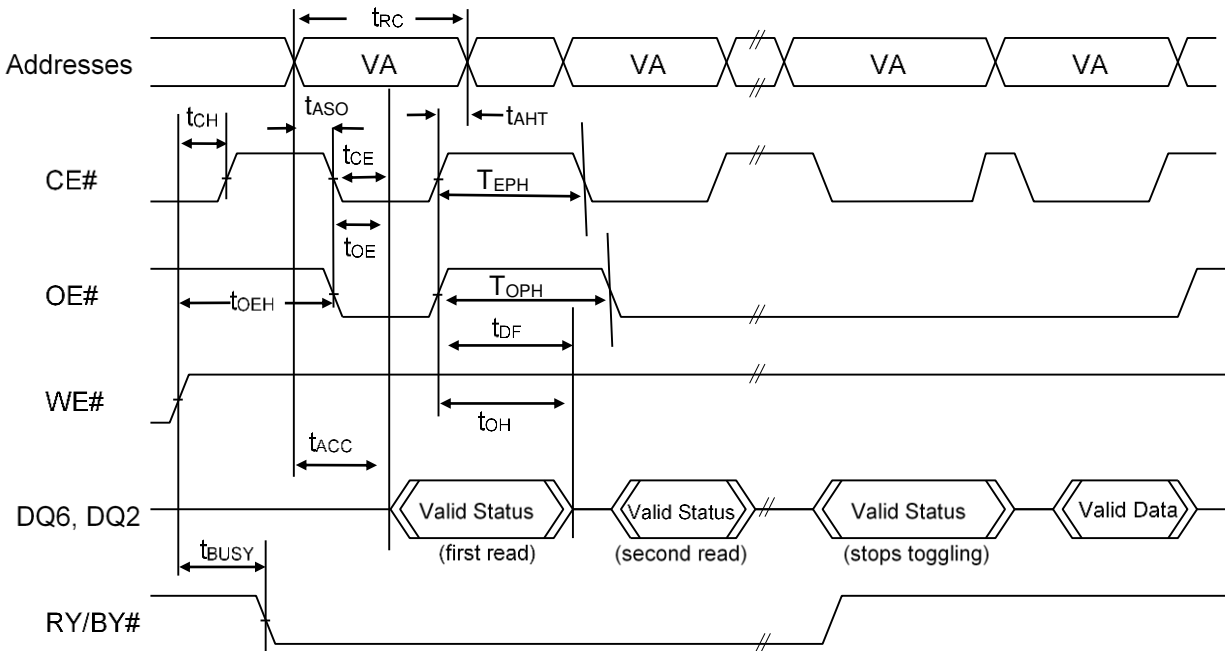 tRC
Addresses VA VA VA VA
tASO
tCH tAHT
tCE
CE# TEPH
tOE
OE# TOPH
tOEH
tDF
WE#
tOH
tACC
DQ6, DQ2 Valid Status Valid Status Valid Status Valid Data
(first read) (second read) (stops toggling)
tBUSY
RY/BY#